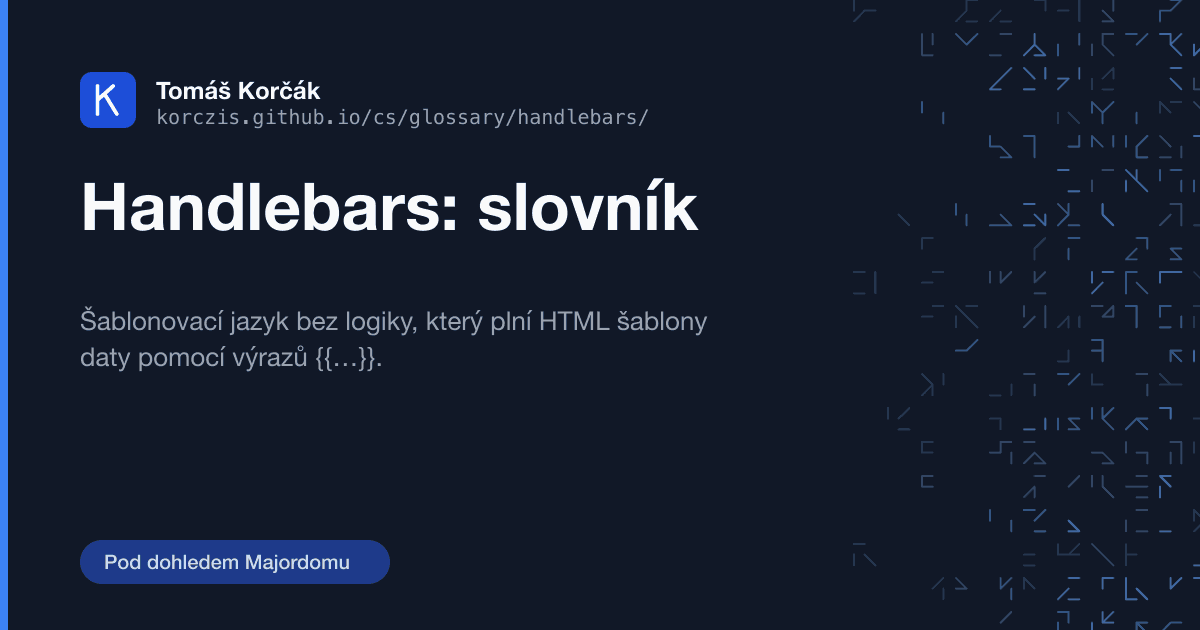 K
Tomáš Korčák
korczis.github.io/cs/glossary/handlebars/
Handlebars: slovník
Šablonovací jazyk bez logiky, který plní HTML šablony
daty pomocí výrazů {{…}}.
Pod dohledem Majordomu